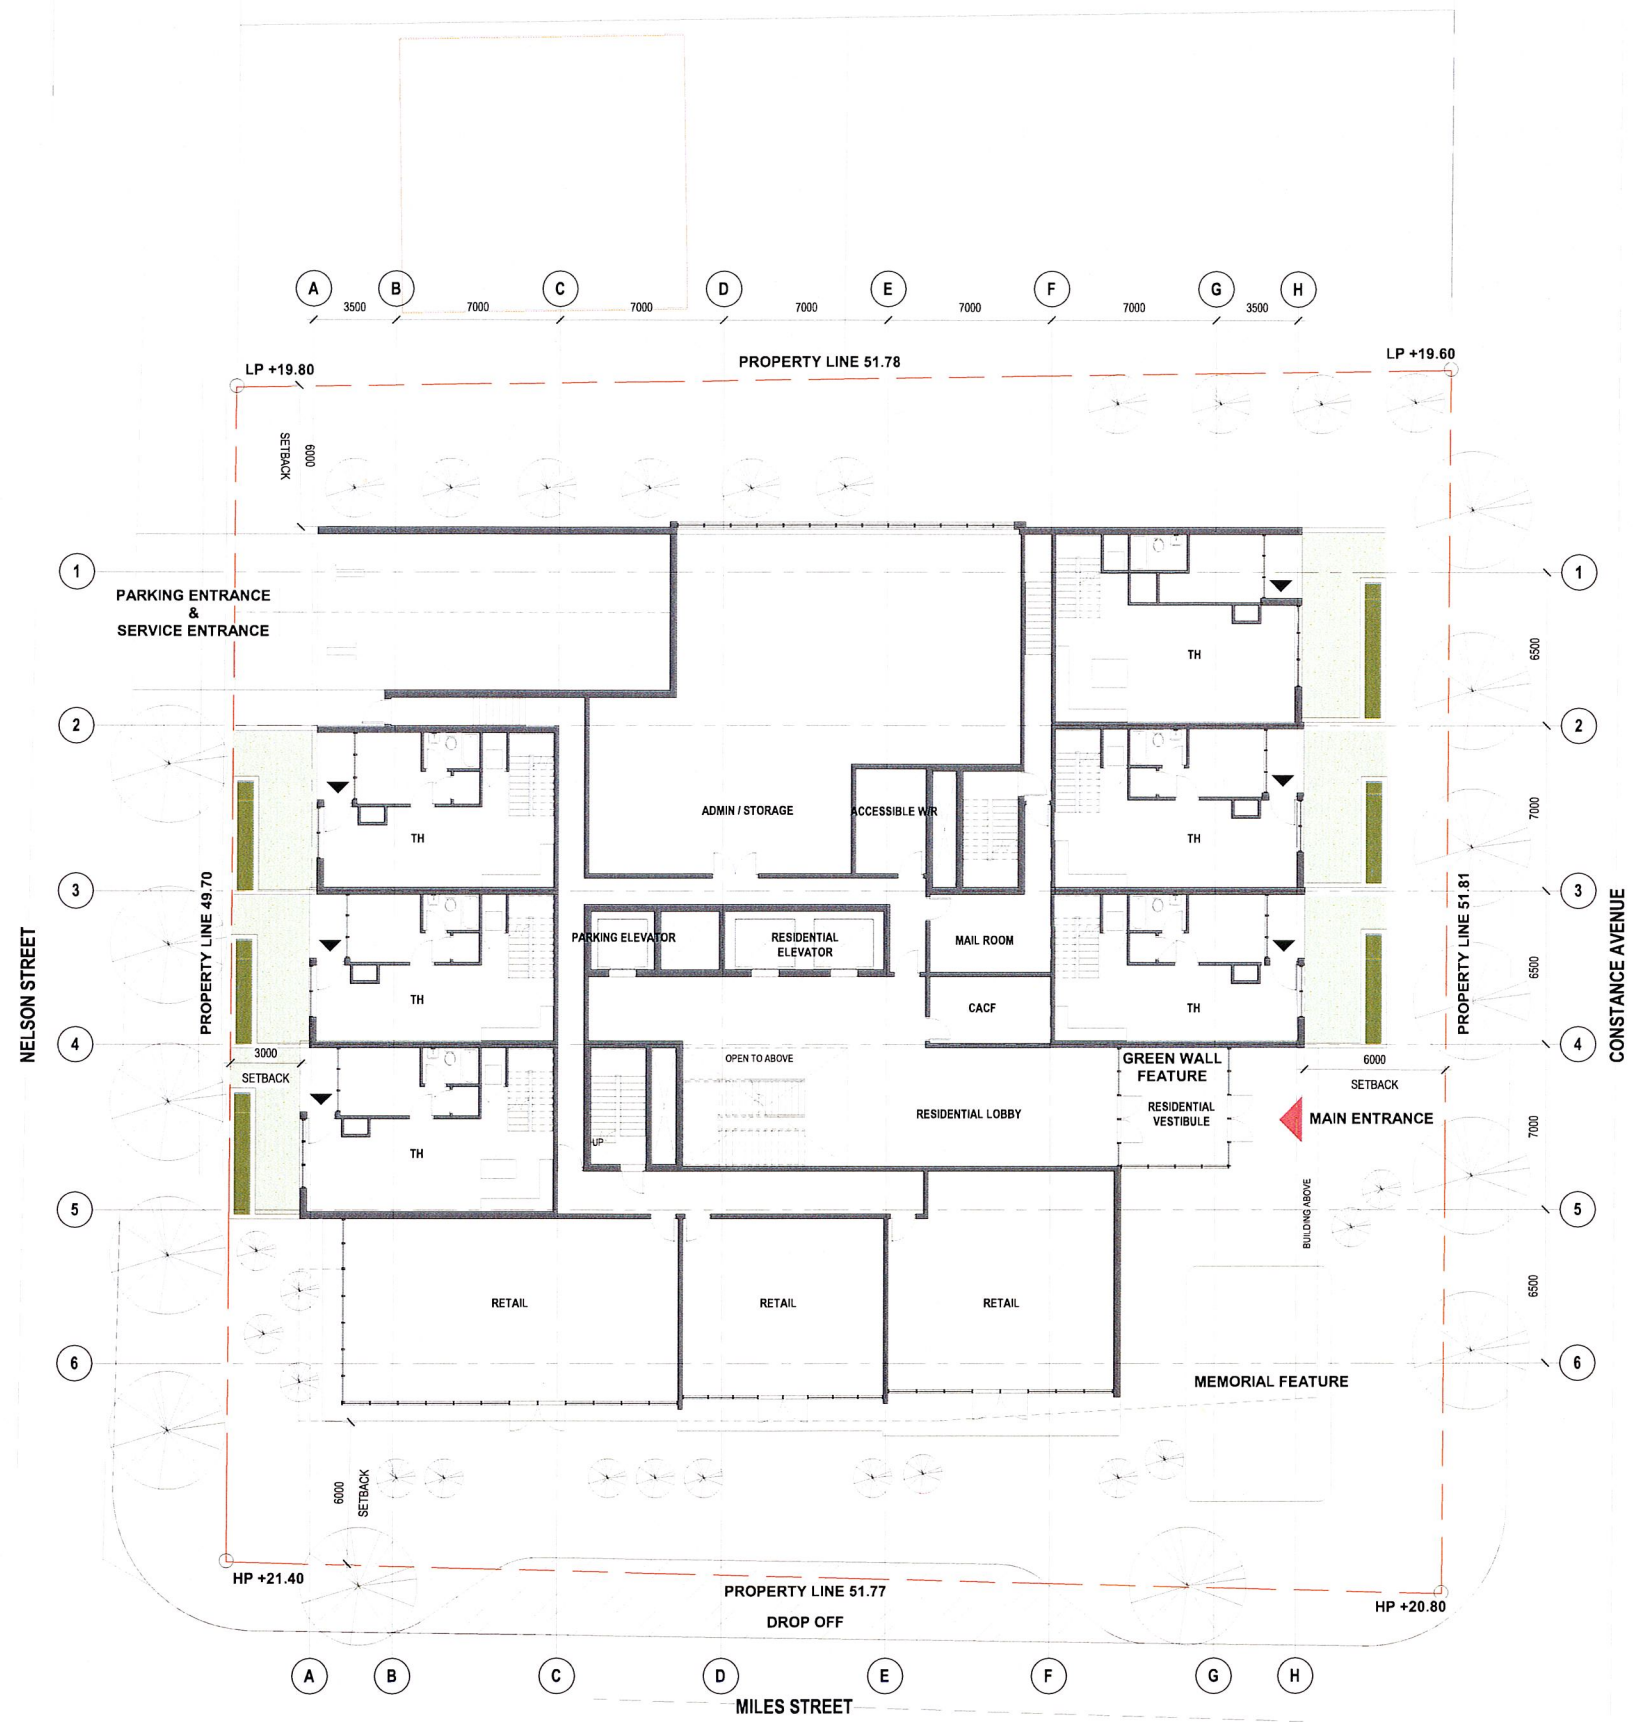 A B C D E F G H
3500 7000 7000 7000 7000 7000 3500
LP +19.80
PROPERTY LINE 51.78
LP +19.60
SETBACK
6000
1
1
PARKING ENTRANCE
&
SERVICE ENTRANCE
TH
6500
2
2
ADMIN / STORAGE
ACCESSIBLE W/R
7000
TH
TH
3
3
NELSON STREET
PROPERTY LINE 49.70
PARKING ELEVATOR
RESIDENTIAL
ELEVATOR
MAIL ROOM
PROPERTY LINE 51.81
6500
CONSTANCE AVENUE
TH
CACF
TH
4
4
3000
SETBACK
OPEN TO ABOVE
GREEN WALL
FEATURE
6000
SETBACK
RESIDENTIAL LOBBY
RESIDENTIAL
VESTIBULE
MAIN ENTRANCE
7000
UP
TH
5
BUILDING ABOVE
5
RETAIL
RETAIL
RETAIL
6500
6
6
MEMORIAL FEATURE
6000
SETBACK
HP +21.40
PROPERTY LINE 51.77
HP +20.80
DROP OFF
A B C D E F G H
MILES STREET